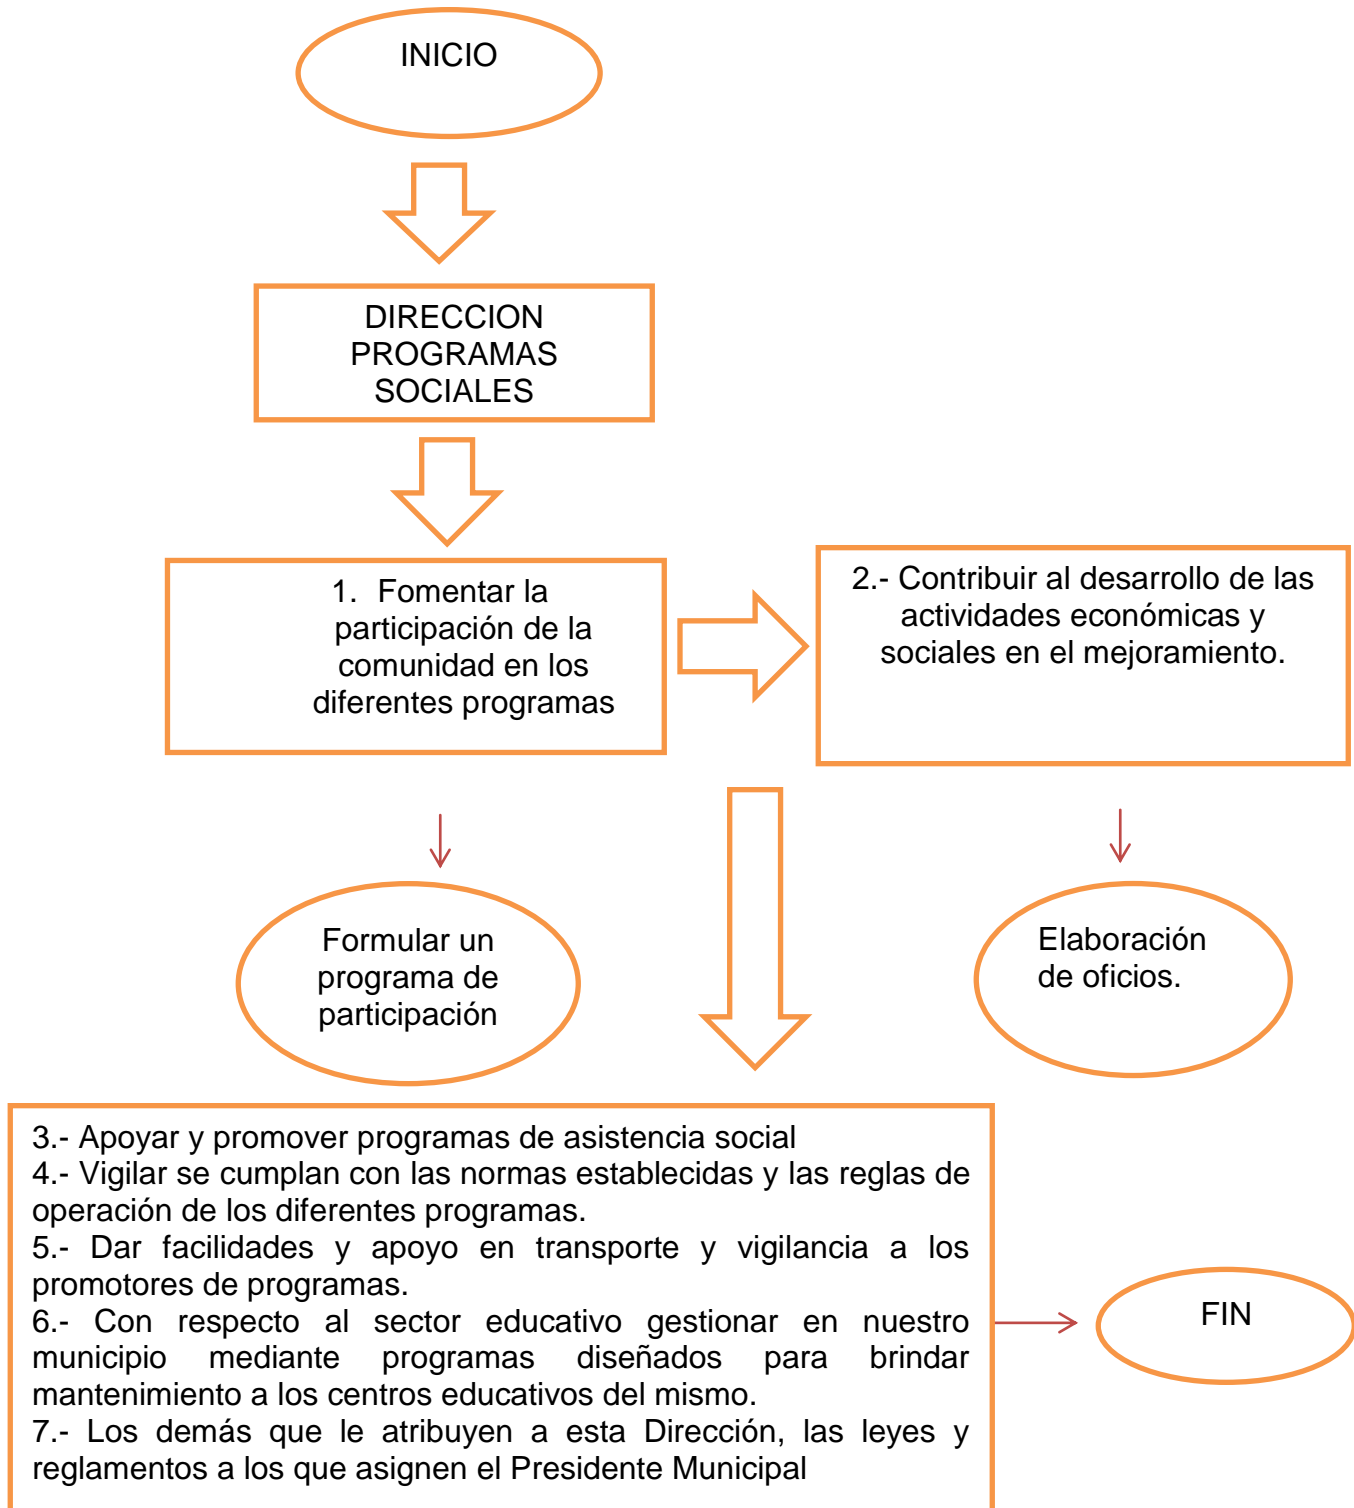 INICIO
DIRECCION
PROGRAMAS
SOCIALES
1. Fomentar la
participación de la
comunidad en los
diferentes programas
2.- Contribuir al desarrollo de las
actividades económicas y
sociales en el mejoramiento.
Formular un
programa de
participación
Elaboración
de oficios.
3.- Apoyar y promover programas de asistencia social
4.- Vigilar se cumplan con las normas establecidas y las reglas de
operación de los diferentes programas.
5.- Dar facilidades y apoyo en transporte y vigilancia a los
promotores de programas.
6.- Con respecto al sector educativo gestionar en nuestro
municipio mediante programas diseñados para brindar
mantenimiento a los centros educativos del mismo.
7.- Los demás que le atribuyen a esta Dirección, las leyes y
reglamentos a los que asignen el Presidente Municipal
FIN